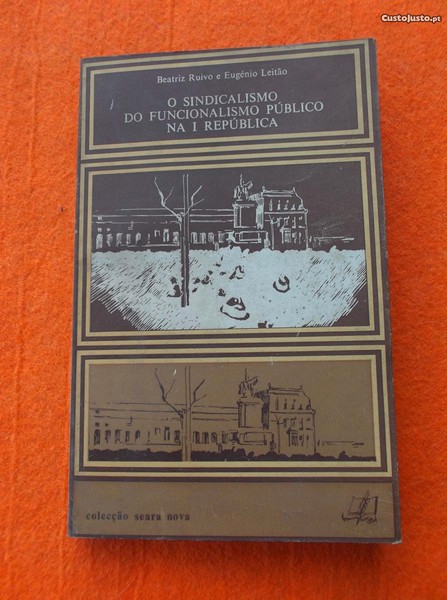 CustoJusto.pt
Beatriz Ruivo e Eugénio Leitão
O SINDICALISMO
DO FUNCIONALISMO PÚBLICO
NA I REPÚBLICA
colecção seara nova